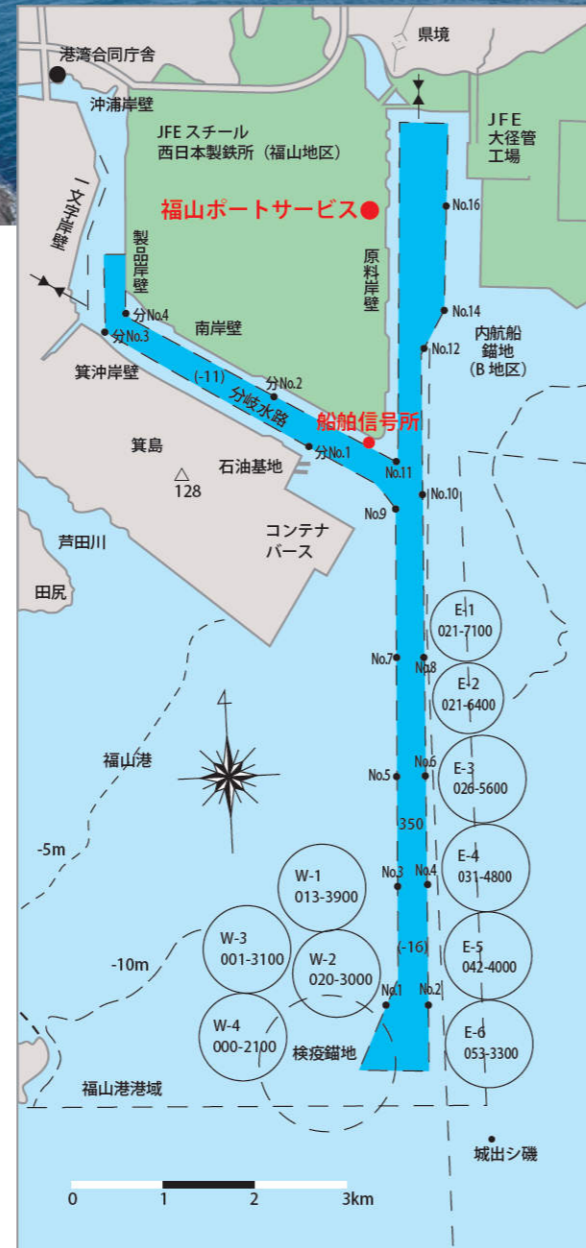 港湾合同庁舎
県境
沖浦岸壁
JFE スチール
西日本製鉄所（福山地区）
JFE
大径管
工場
一文字岸壁
福山ポートサービス
No.16
製品岸壁
原料岸壁
分No.4
分No.3
南岸壁
No.14
内航船
錨地
（B 地区）
No.12
箕沖岸壁
(-11)
分岐水路
分No.2
船舶信号所
分No.1
No.11
箕島
128
石油基地
No.9
No.10
コンテナ
バース
芦田川
田尻
E-1
021-7100
No.7
No.8
E-2
021-6400
福山港
No.5
No.6
E-3
026-5600
350
-5m
W-1
013-3900
No.3
No.4
E-4
031-4800
W-3
001-3100
W-2
020-3000
(-16)
E-5
042-4000
-10m
No.1
No.2
W-4
000-2100
検疫錨地
E-6
053-3300
福山港港域
城出シ磯
0 1 2 3km